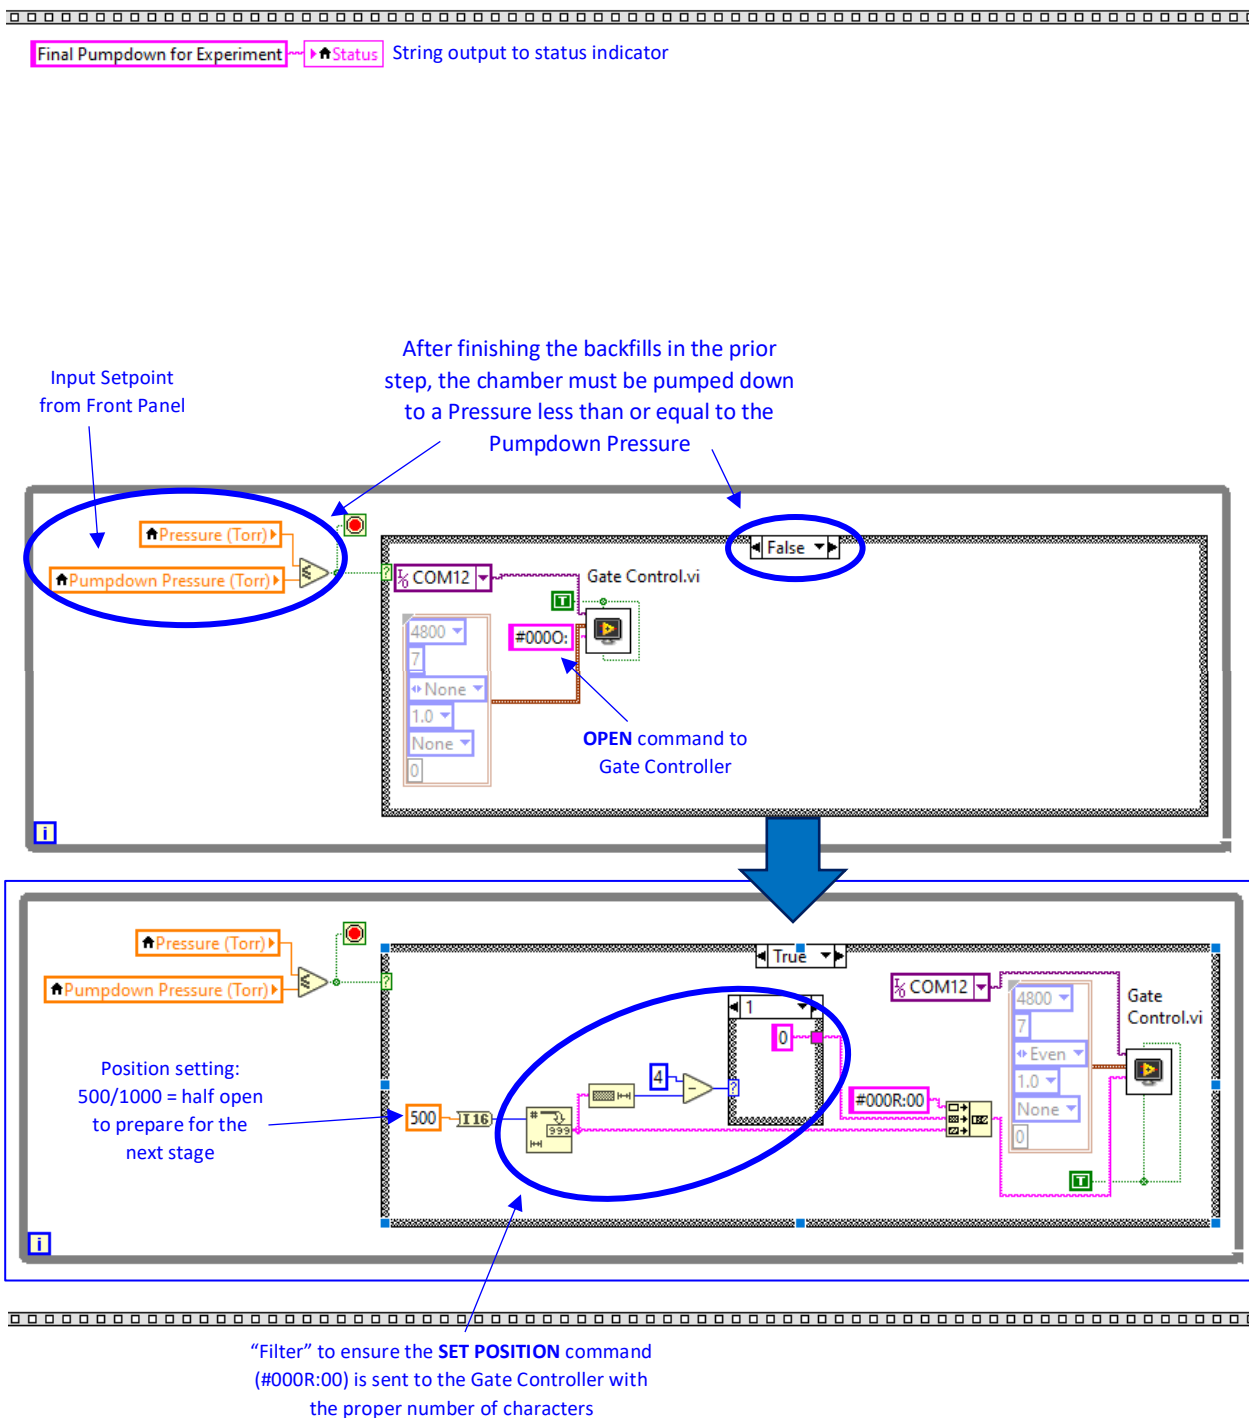 Final Pumpdown for Experiment
Status
String output to status indicator
After finishing the backfills in the prior
step, the chamber must be pumped down
to a Pressure less than or equal to the
Pumpdown Pressure
Input Setpoint
from Front Panel
Pressure (Torr)
Pumpdown Pressure (Torr)
False
COM12
Gate Control.vi
T
#000O:
4800
7
None
1.0
None
0
OPEN command to
Gate Controller
i
Pressure (Torr)
Pumpdown Pressure (Torr)
True
Position setting:
500/1000 = half open
to prepare for the
next stage
500
I16
#
999
4
1
0
#000R:00
COM12
4800
7
Even
1.0
None
0
Gate
Control.vi
T
i
"Filter" to ensure the SET POSITION command
(#000R:00) is sent to the Gate Controller with
the proper number of characters